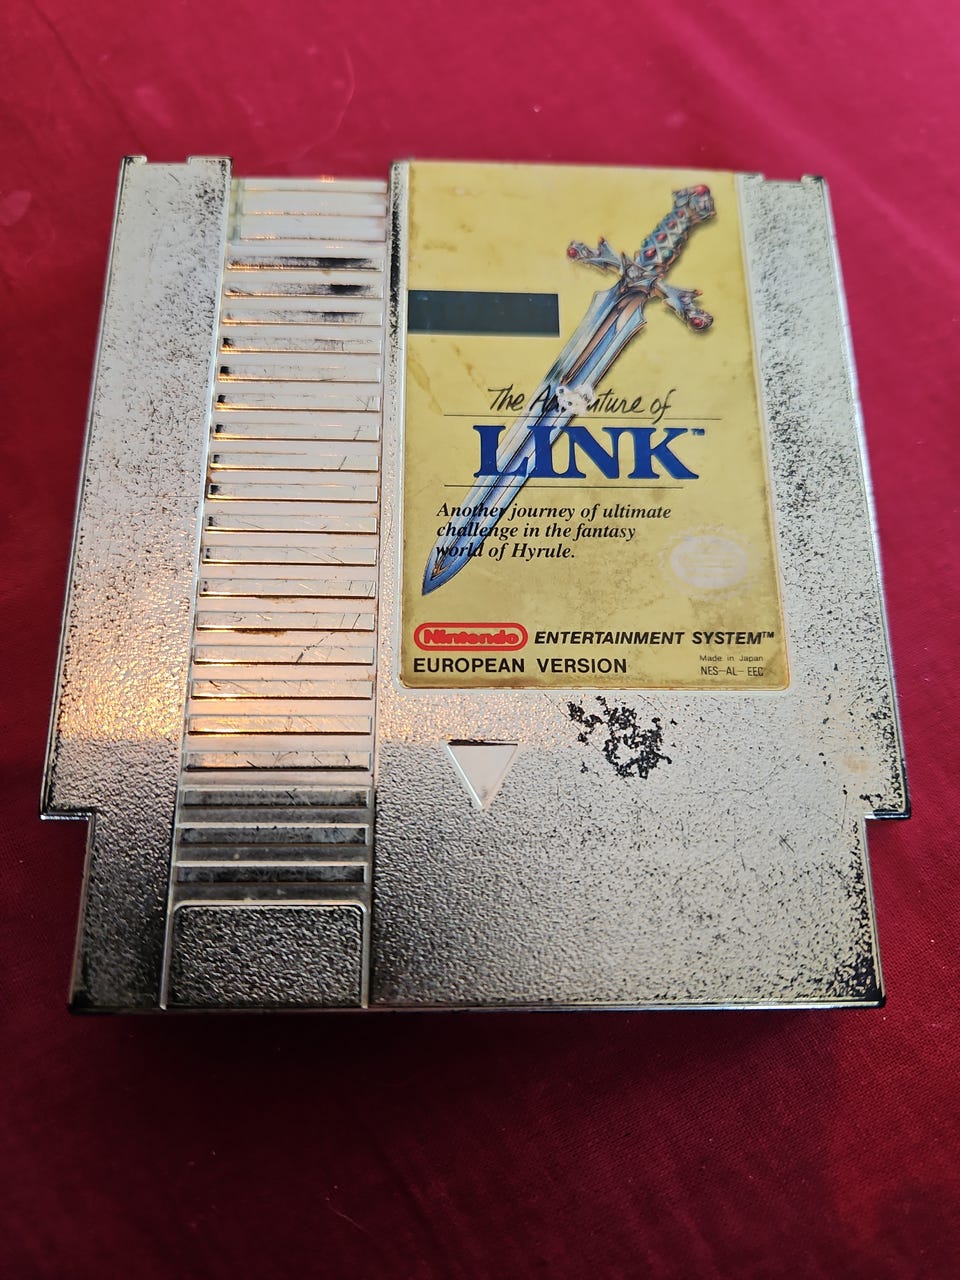 The Adventure of
LINK™
Another journey of ultimate
challenge in the fantasy
world of Hyrule.
Nintendo ENTERTAINMENT SYSTEM™
EUROPEAN VERSION
Made in Japan
NES-AL-EEC